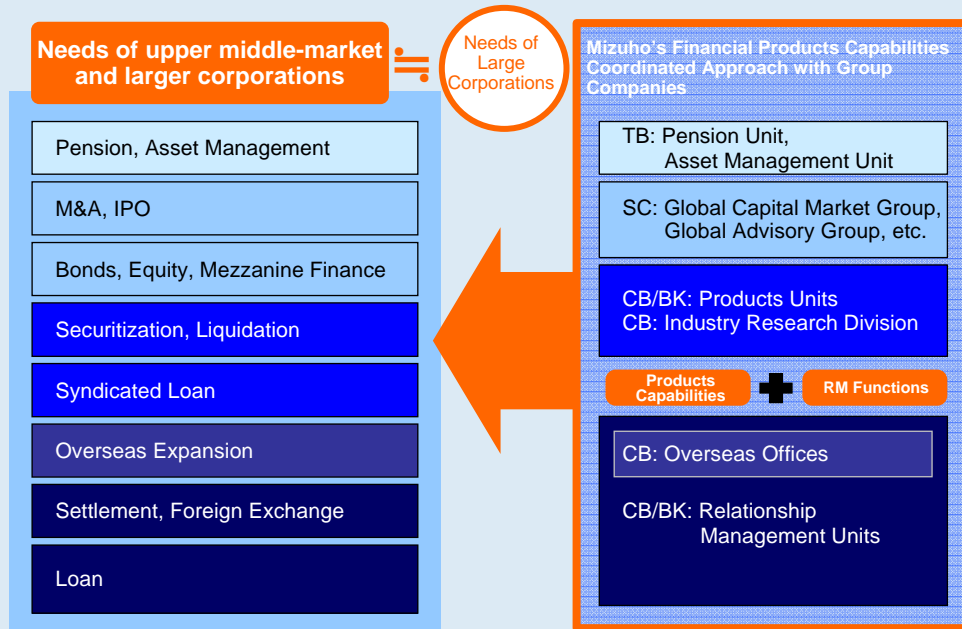 Needs of upper middle-market
and larger corporations
≒
Needs of
Large
Corporations
Pension, Asset Management
M&A, IPO
Bonds, Equity, Mezzanine Finance
Securitization, Liquidation
Syndicated Loan
Overseas Expansion
Settlement, Foreign Exchange
Loan
Mizuho's Financial Products Capabilities
Coordinated Approach with Group
Companies
TB: Pension Unit,
Asset Management Unit
SC: Global Capital Market Group,
Global Advisory Group, etc.
CB/BK: Products Units
CB: Industry Research Division
Products
Capabilities
RM Functions
CB: Overseas Offices
CB/BK: Relationship
Management Units